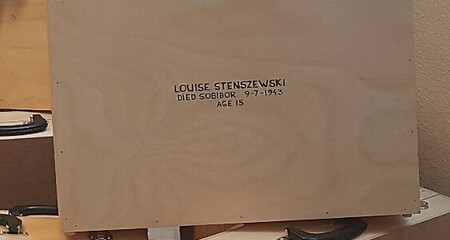 LOUISE STENSZEWSKI
DIED SOBIBOR 9-7-1943
AGE 15